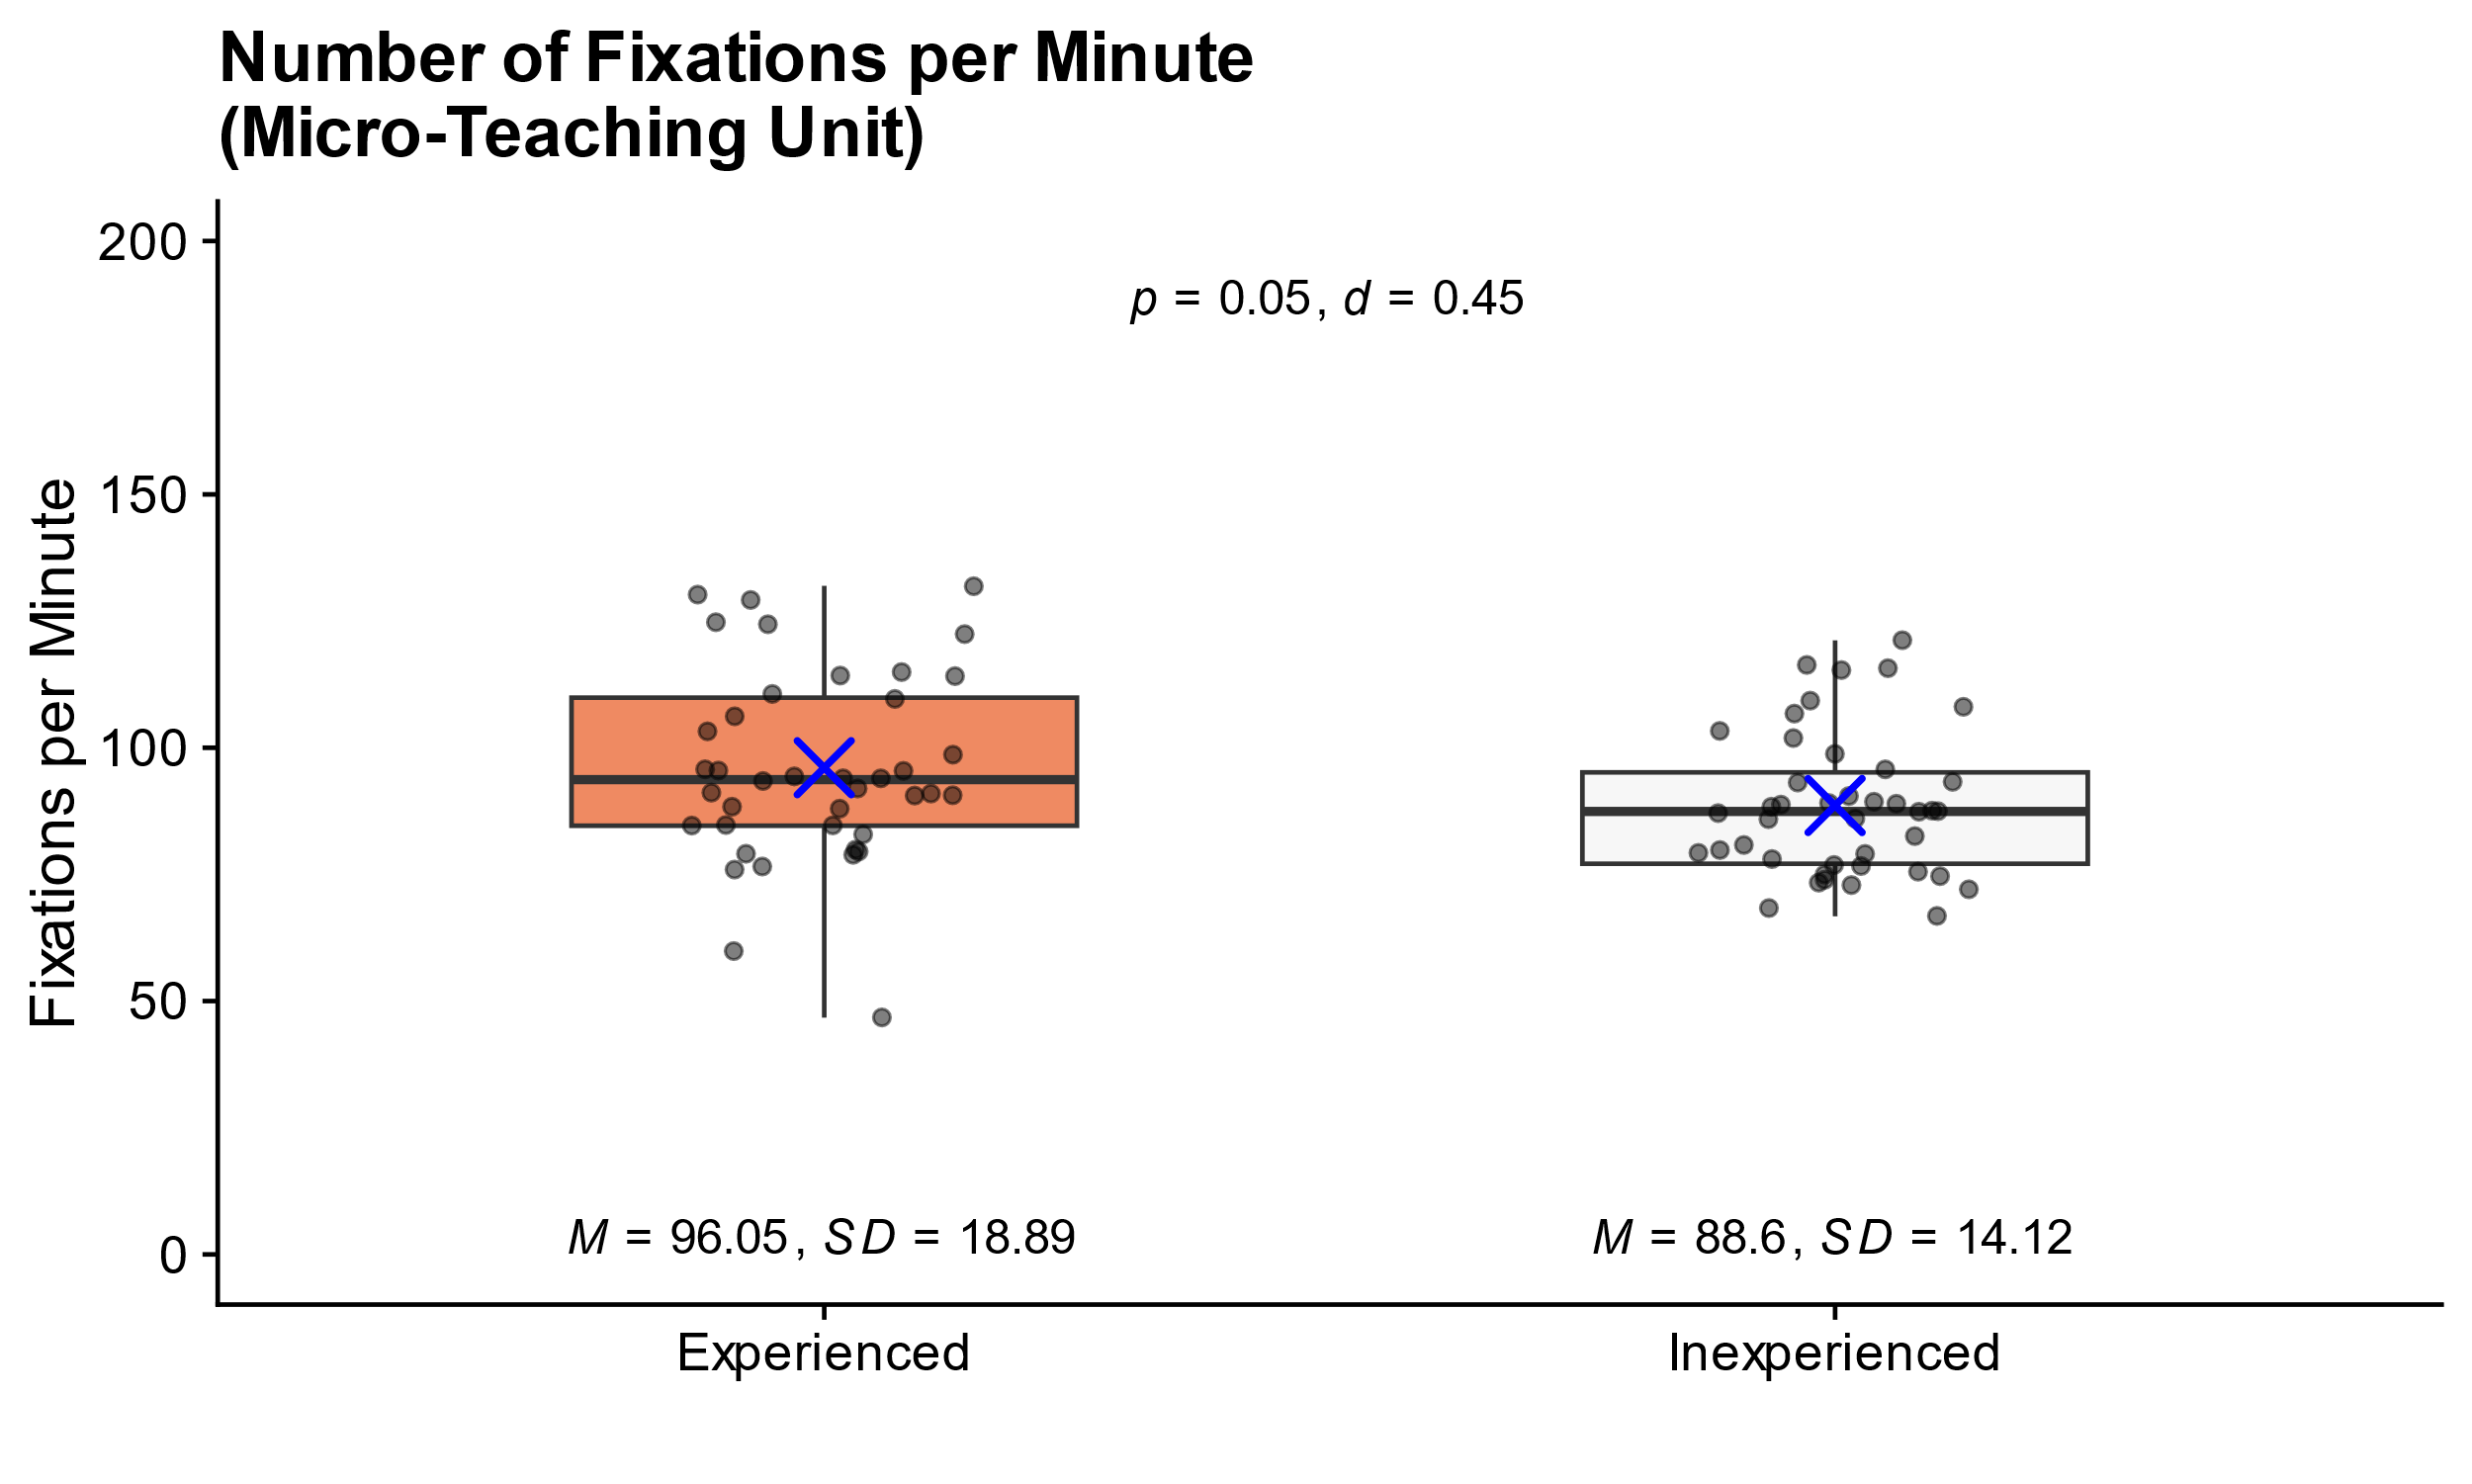 Number of Fixations per Minute
(Micro-Teaching Unit)
Fixations per Minute
200
150
100
50
0
p = 0.05, d = 0.45
M = 96.05, SD = 18.89
M = 88.6, SD = 14.12
Experienced
Inexperienced